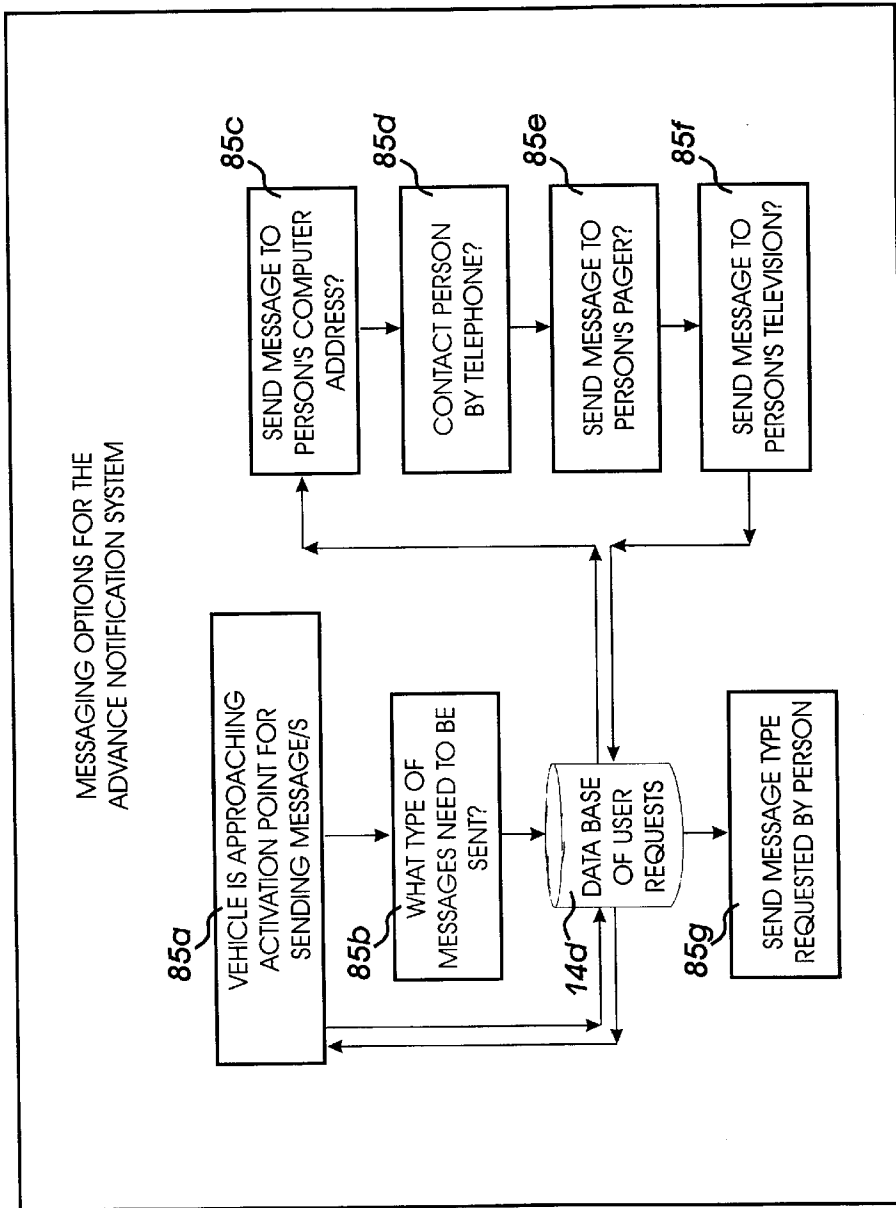 MESSAGING OPTIONS FOR THE
ADVANCE NOTIFICATION SYSTEM
85a
VEHICLE IS APPROACHING
ACTIVATION POINT FOR
SENDING MESSAGE/S
85b
WHAT TYPE OF
MESSAGES NEED TO BE
SENT?
14d
DATA BASE
OF USER
REQUESTS
85g
SEND MESSAGE TYPE
REQUESTED BY PERSON
85c
SEND MESSAGE TO
PERSON'S COMPUTER
ADDRESS?
85d
CONTACT PERSON
BY TELEPHONE?
85e
SEND MESSAGE TO
PERSON'S PAGER?
85f
SEND MESSAGE TO
PERSON'S TELEVISION?